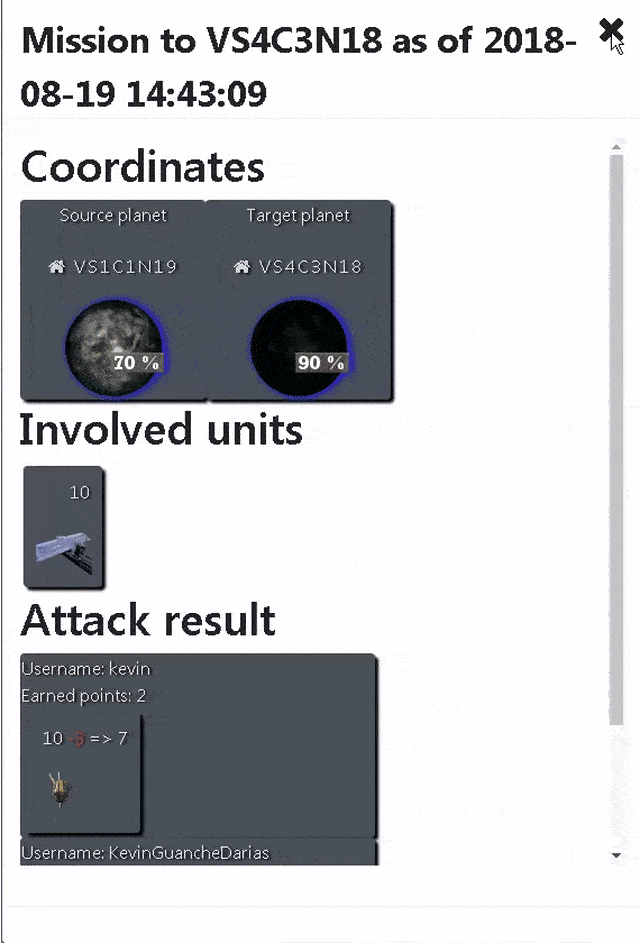 Mission to VS4C3N18 as of 2018-
08-19 14:43:09
Coordinates
Source planet
Target planet
VS1C1N19
VS4C3N18
70 %
90 %
Involved units
10
Attack result
Username: kevin
Earned points: 2
10 => 7
Username: KevinGuancheDarias